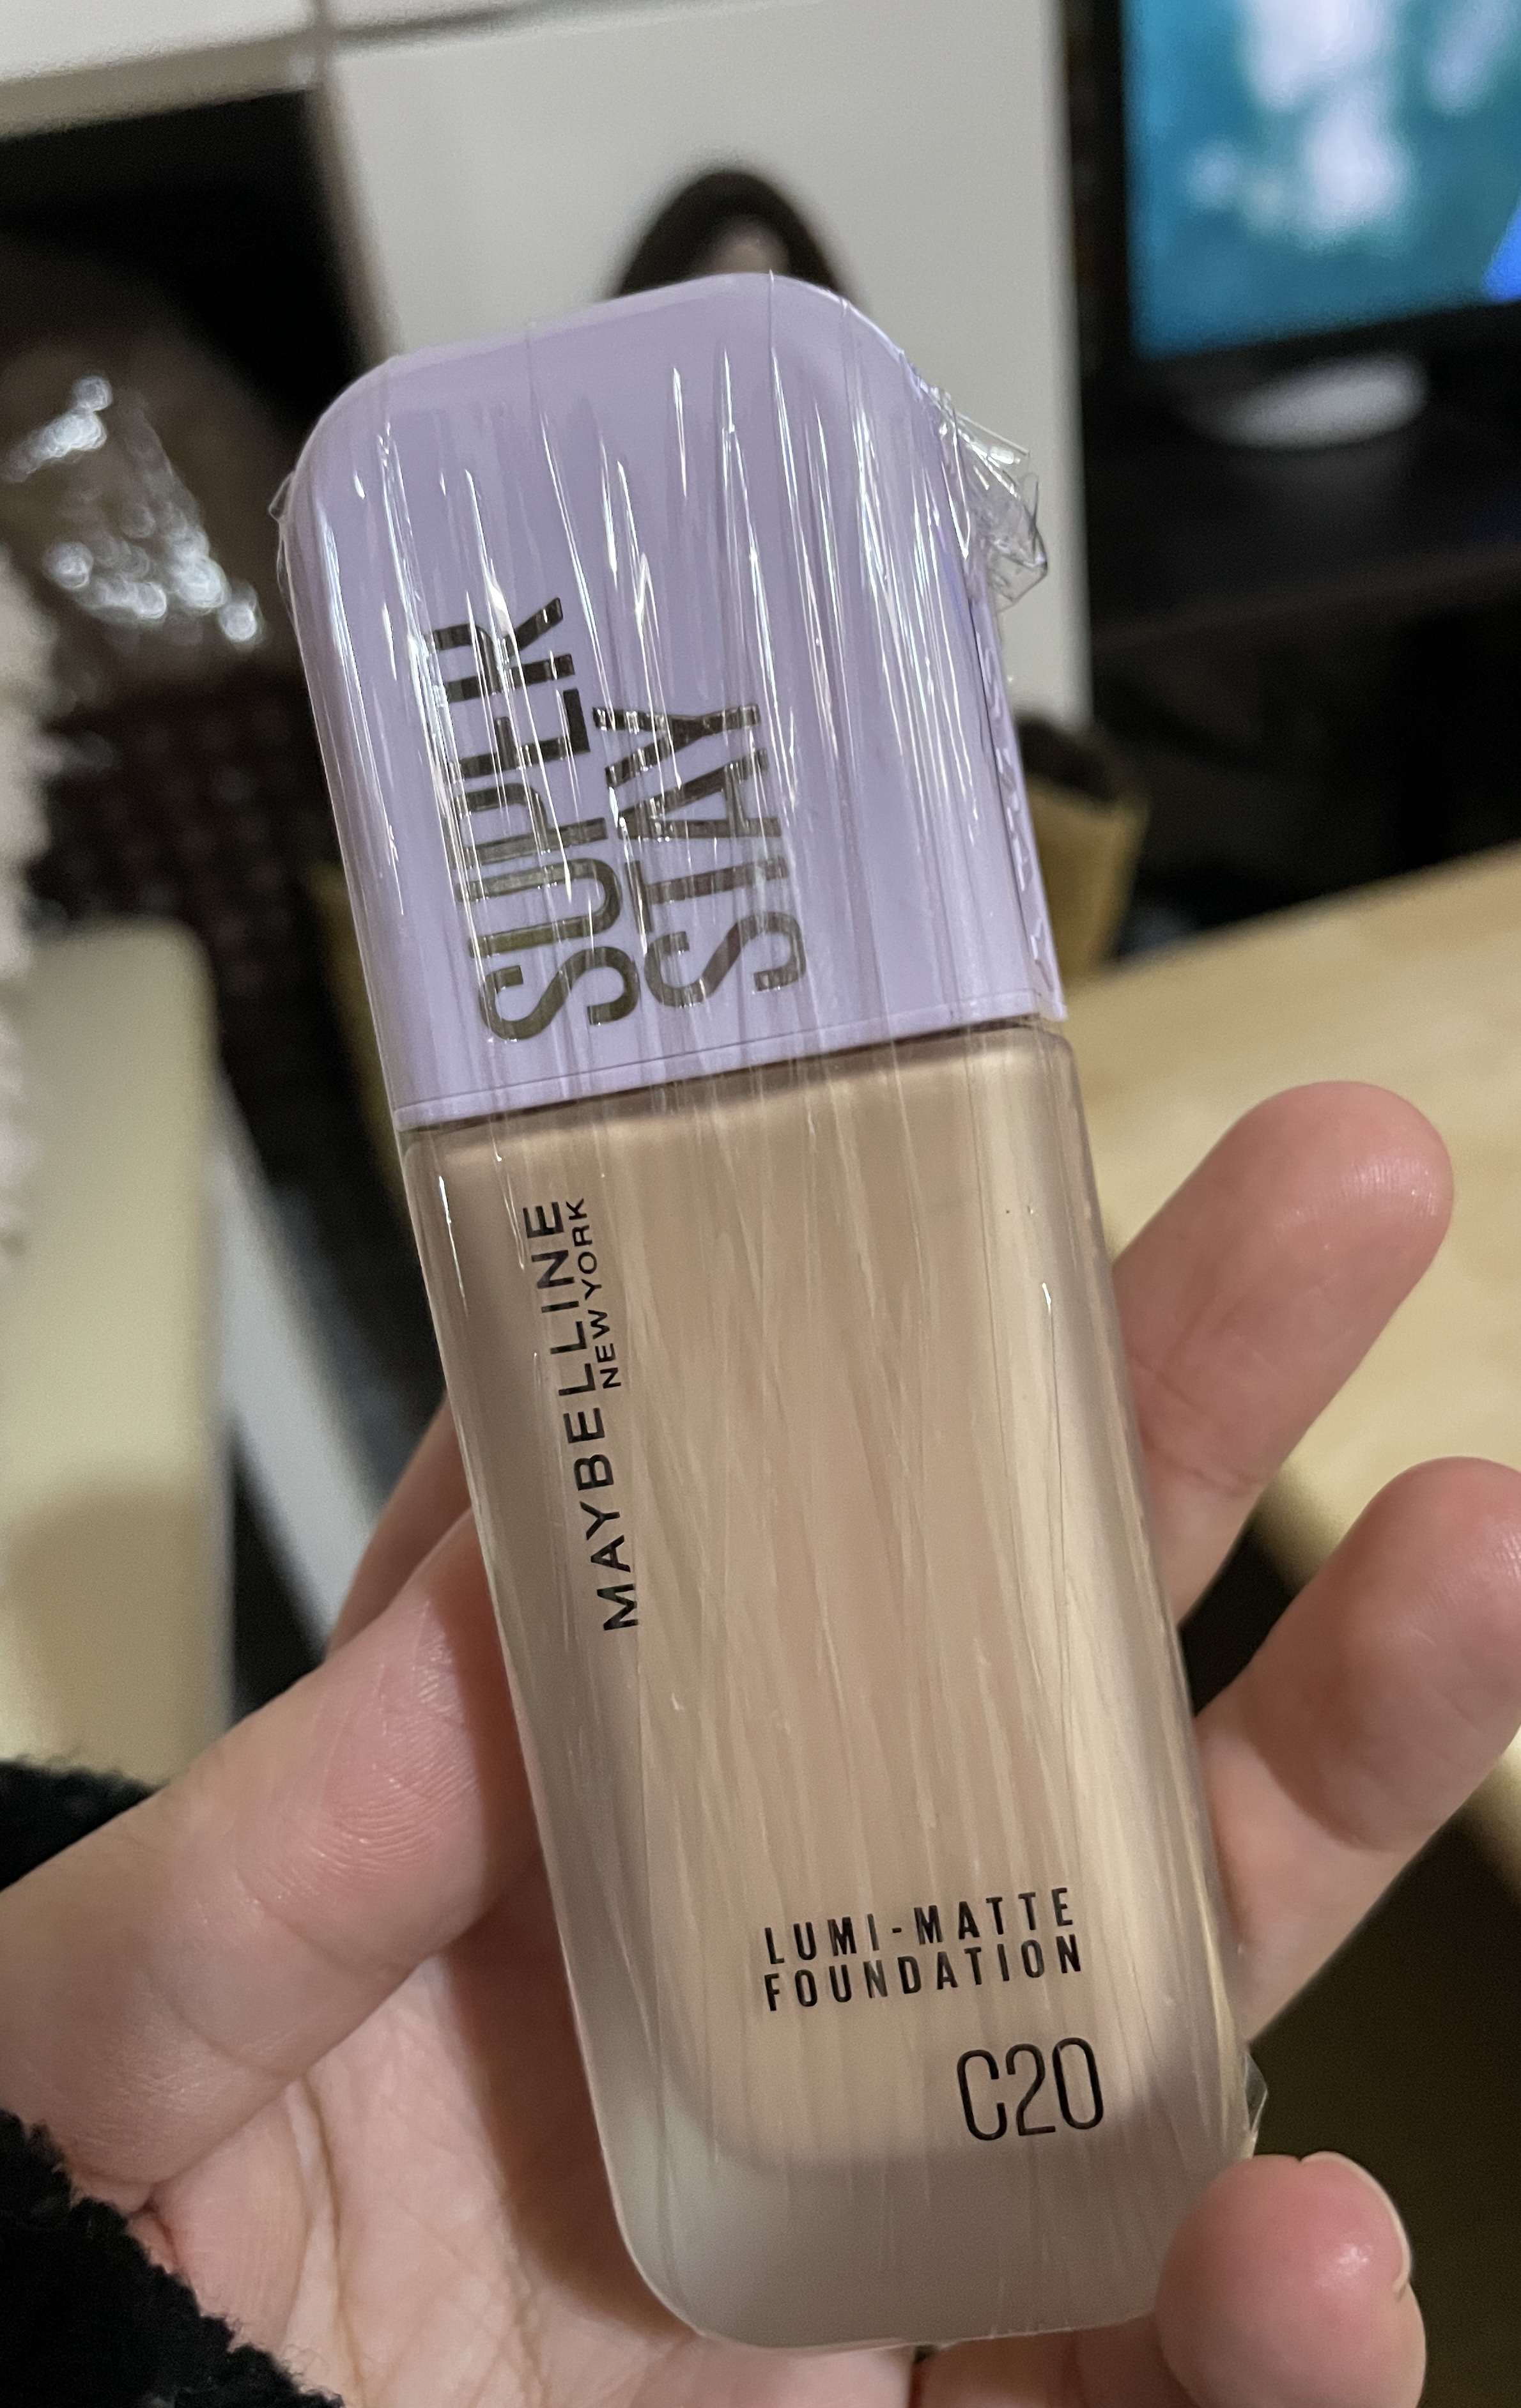 SUPER
STAY
MAYBELLINE
NEW YORK
LUMI-MATTE
FOUNDATION
C20